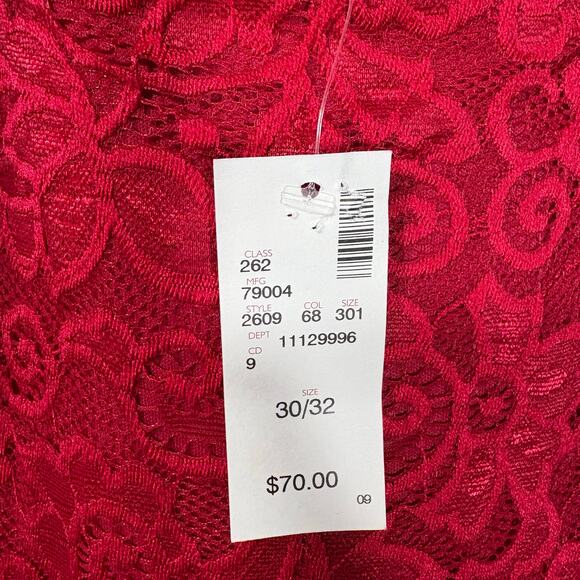 CLASS
262
MFG
79004
STYLE COL SIZE
2609 68 301
DEPT 11129996
CD
9
SIZE
30/32
$70.00
09